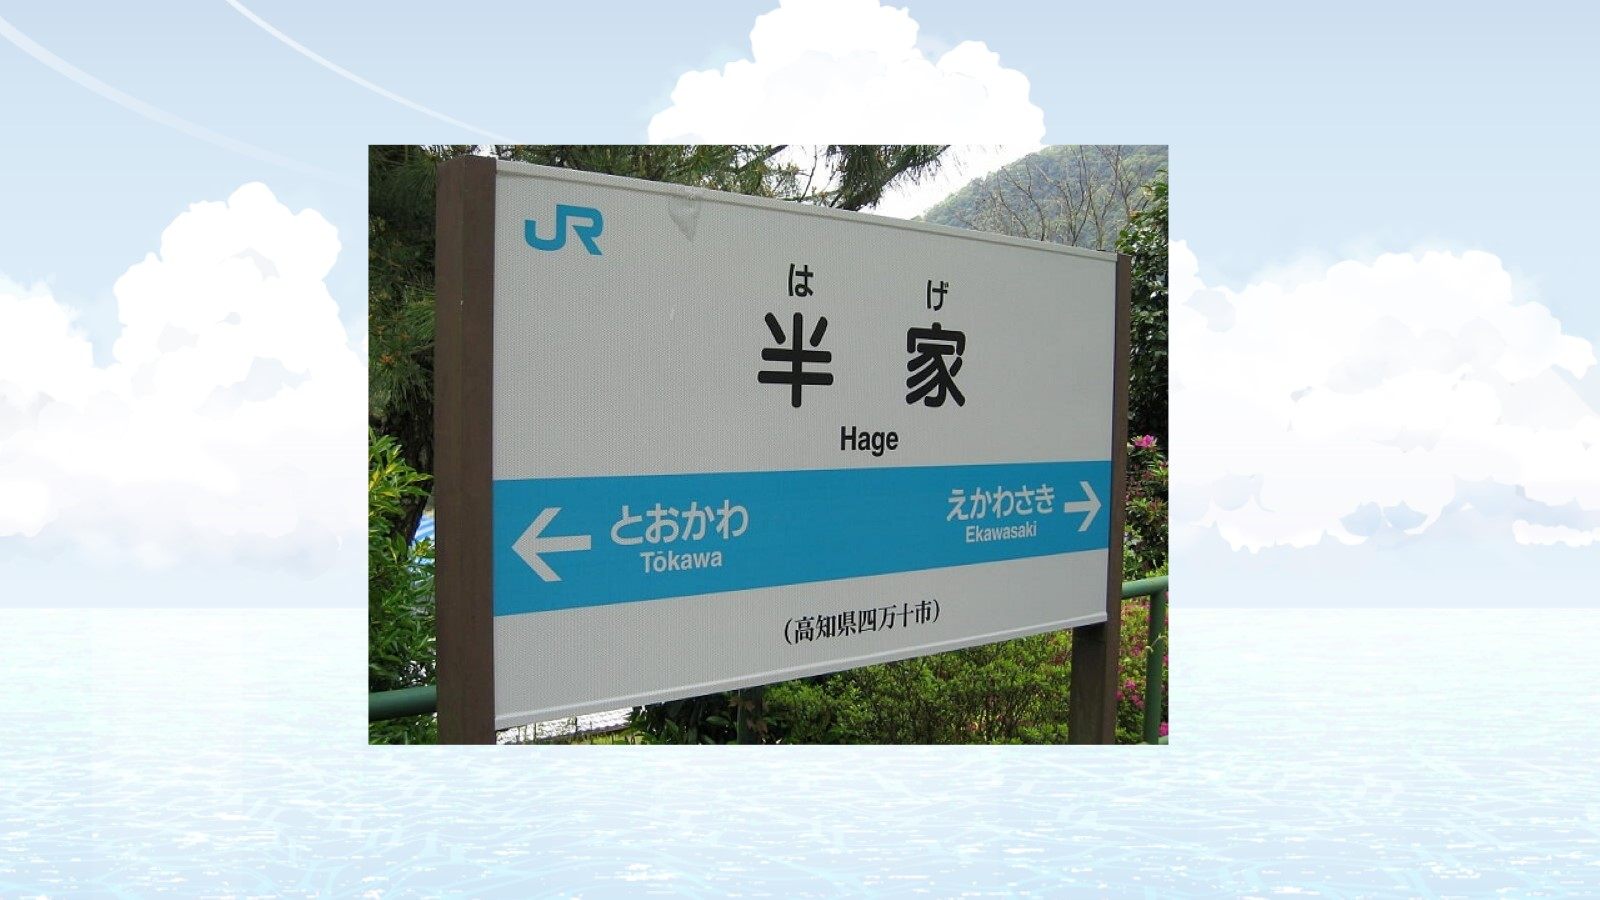 JR
は げ
半 家
Hage
← とおかわ
Tōkawa
えかわさき →
Ekawasaki
(高知県四万十市)